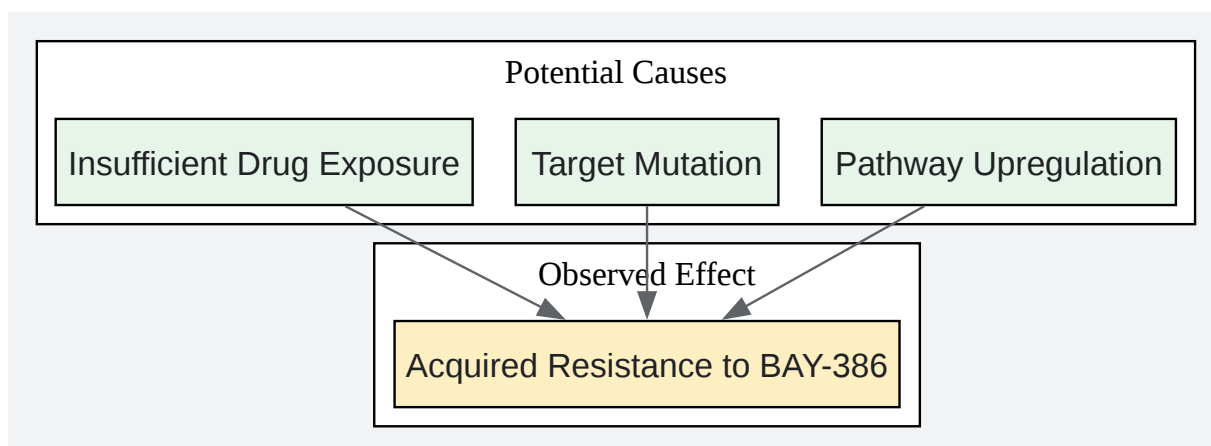 Potential Causes
Insufficient Drug Exposure
Target Mutation
Pathway Upregulation
Observed Effect
Acquired Resistance to BAY-386